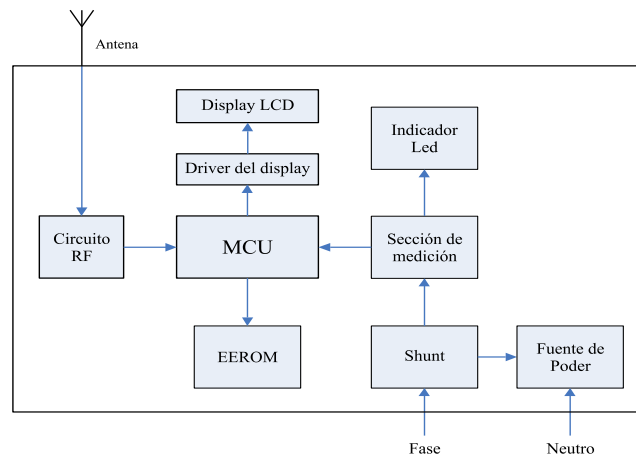 Antena
Display LCD
Indicador
Led
Driver del display
Circuito
RF
MCU
Sección de
medición
EEROM
Shunt
Fuente de
Poder
Fase
Neutro